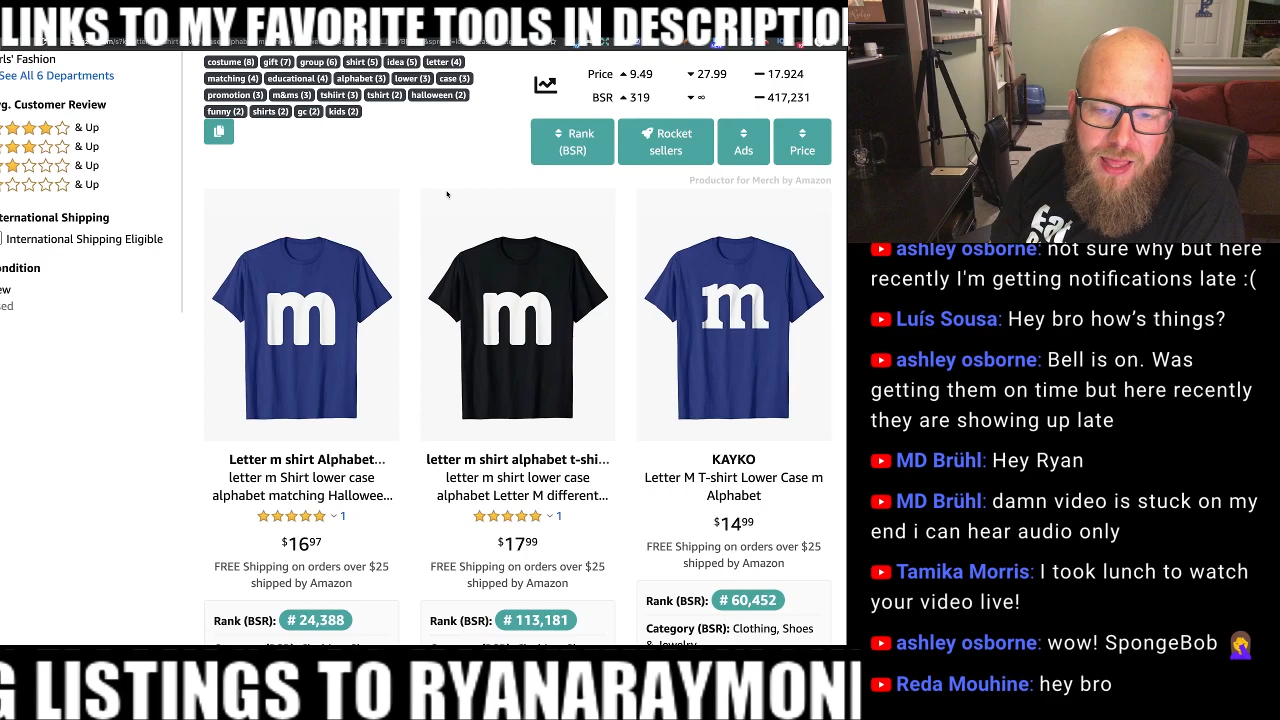 LINKS TO MY FAVORITE TOOLS IN DESCRIPTION
rls' Fashion
See All 6 Departments
vg. Customer Review
& Up
& Up
& Up
& Up
ternational Shipping
International Shipping Eligible
ondition
ew
sed
costume (8) gift (7) group (6) shirt (5) idea (5) letter (4)
matching (4) educational (4) alphabet (3) lower (3) case (3)
promotion (3) m&ms (3) tshiirt (3) tshirt (2) halloween (2)
funny (2) shirts (2) gc (2) kids (2)
Price 9.49 27.99 17.924
BSR 319 ∞ 417,231
Rank (BSR)
Rocket sellers
Ads
Price
Productor for Merch by Amazon
m
m
m
Letter m shirt Alphabet...
letter m Shirt lower case
alphabet matching Hallowee...
1
$1697
FREE Shipping on orders over $25
shipped by Amazon
Rank (BSR): # 24,388
letter m shirt alphabet t-shi...
letter m shirt lower case
alphabet Letter M different...
1
$1799
FREE Shipping on orders over $25
shipped by Amazon
Rank (BSR): # 113,181
KAYKO
Letter M T-shirt Lower Case m
Alphabet
$1499
FREE Shipping on orders over $25
shipped by Amazon
Rank (BSR): # 60,452
Category (BSR): Clothing, Shoes
ashley osborne: not sure why but here
recently I'm getting notifications late :(
Luís Sousa: Hey bro how's things?
ashley osborne: Bell is on. Was
getting them on time but here recently
they are showing up late
MD Brühl: Hey Ryan
MD Brühl: damn video is stuck on my
end i can hear audio only
Tamika Morris: I took lunch to watch
your video live!
ashley osborne: wow! SpongeBob 🤦‍♀️
Reda Mouhine: hey bro
G LISTINGS TO RYANARAYMON